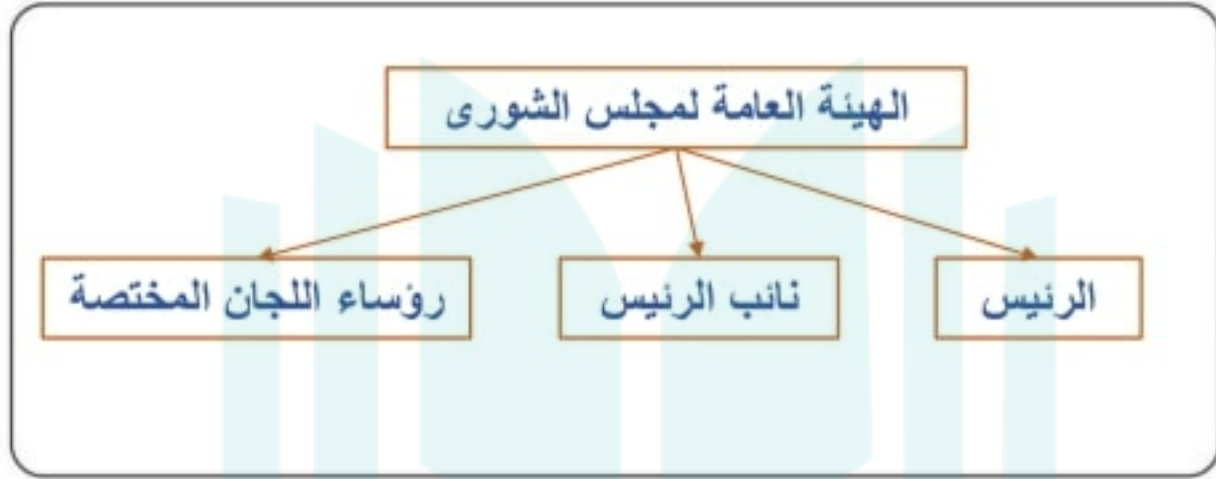 الهيئة العامة لمجلس الشورى
الرئيس
نائب الرئيس
رؤساء اللجان المختصة